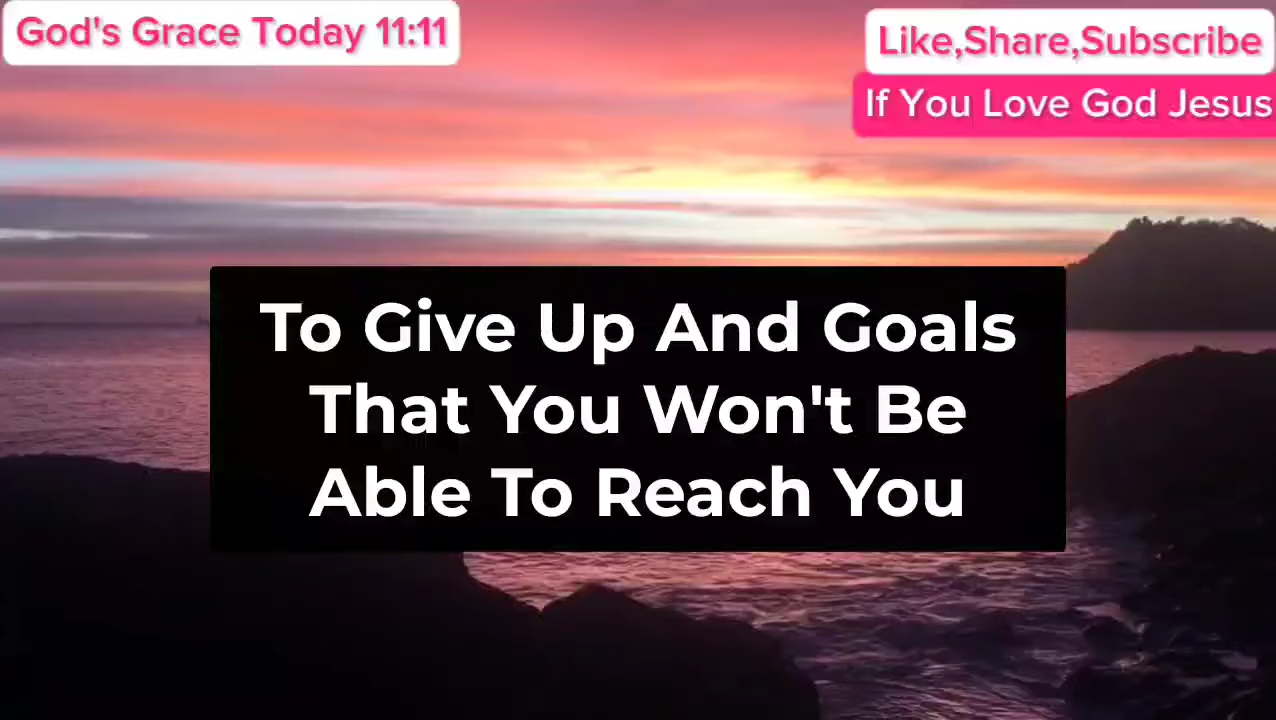 God's Grace Today 11:11
Like,Share,Subscribe
If You Love God Jesus
To Give Up And Goals
That You Won't Be
Able To Reach You